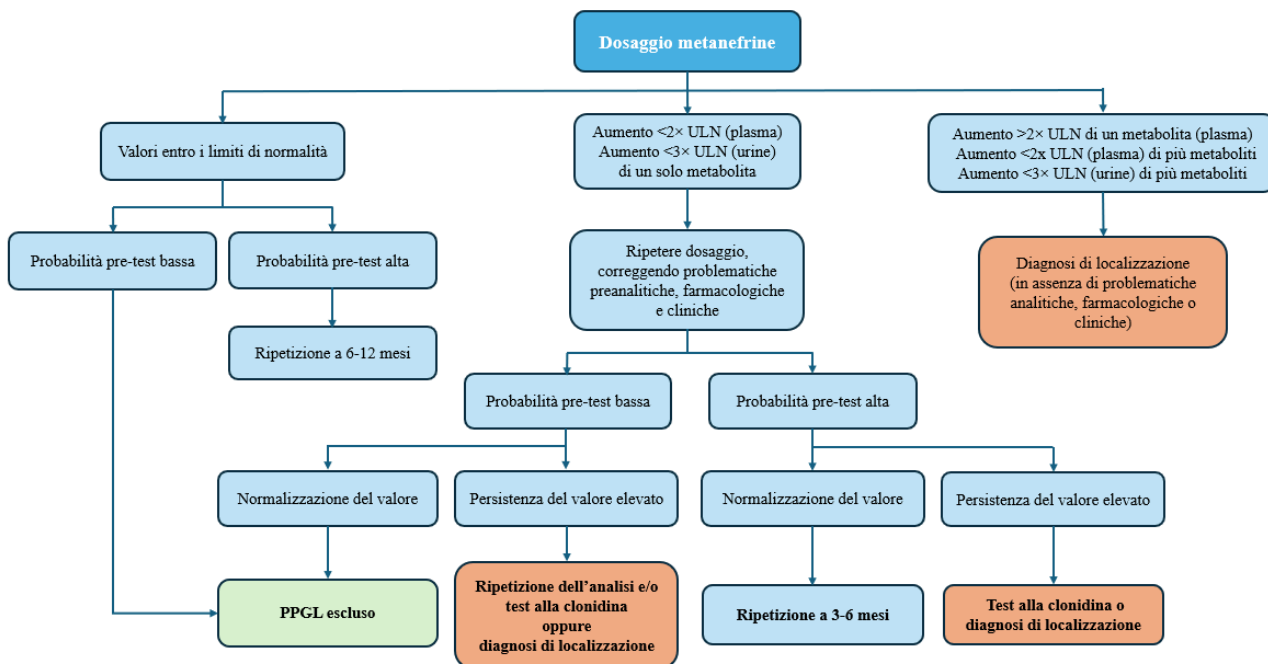 Dosaggio metanefrine
Valori entro i limiti di normalità
Aumento <2× ULN (plasma)
Aumento <3× ULN (urine)
di un solo metabolita
Aumento >2× ULN di un metabolita (plasma)
Aumento <2x ULN (plasma) di più metaboliti
Aumento <3× ULN (urine) di più metaboliti
Probabilità pre-test bassa
Probabilità pre-test alta
Ripetere dosaggio,
correggendo problematiche
preanalitiche, farmacologiche
e cliniche
Diagnosi di localizzazione
(in assenza di problematiche
analitiche, farmacologiche o
cliniche)
Ripetizione a 6-12 mesi
Probabilità pre-test bassa
Probabilità pre-test alta
Normalizzazione del valore
Persistenza del valore elevato
Normalizzazione del valore
Persistenza del valore elevato
PPGL escluso
Ripetizione dell’analisi e/o
test alla clonidina
oppure
diagnosi di localizzazione
Ripetizione a 3-6 mesi
Test alla clonidina o
diagnosi di localizzazione